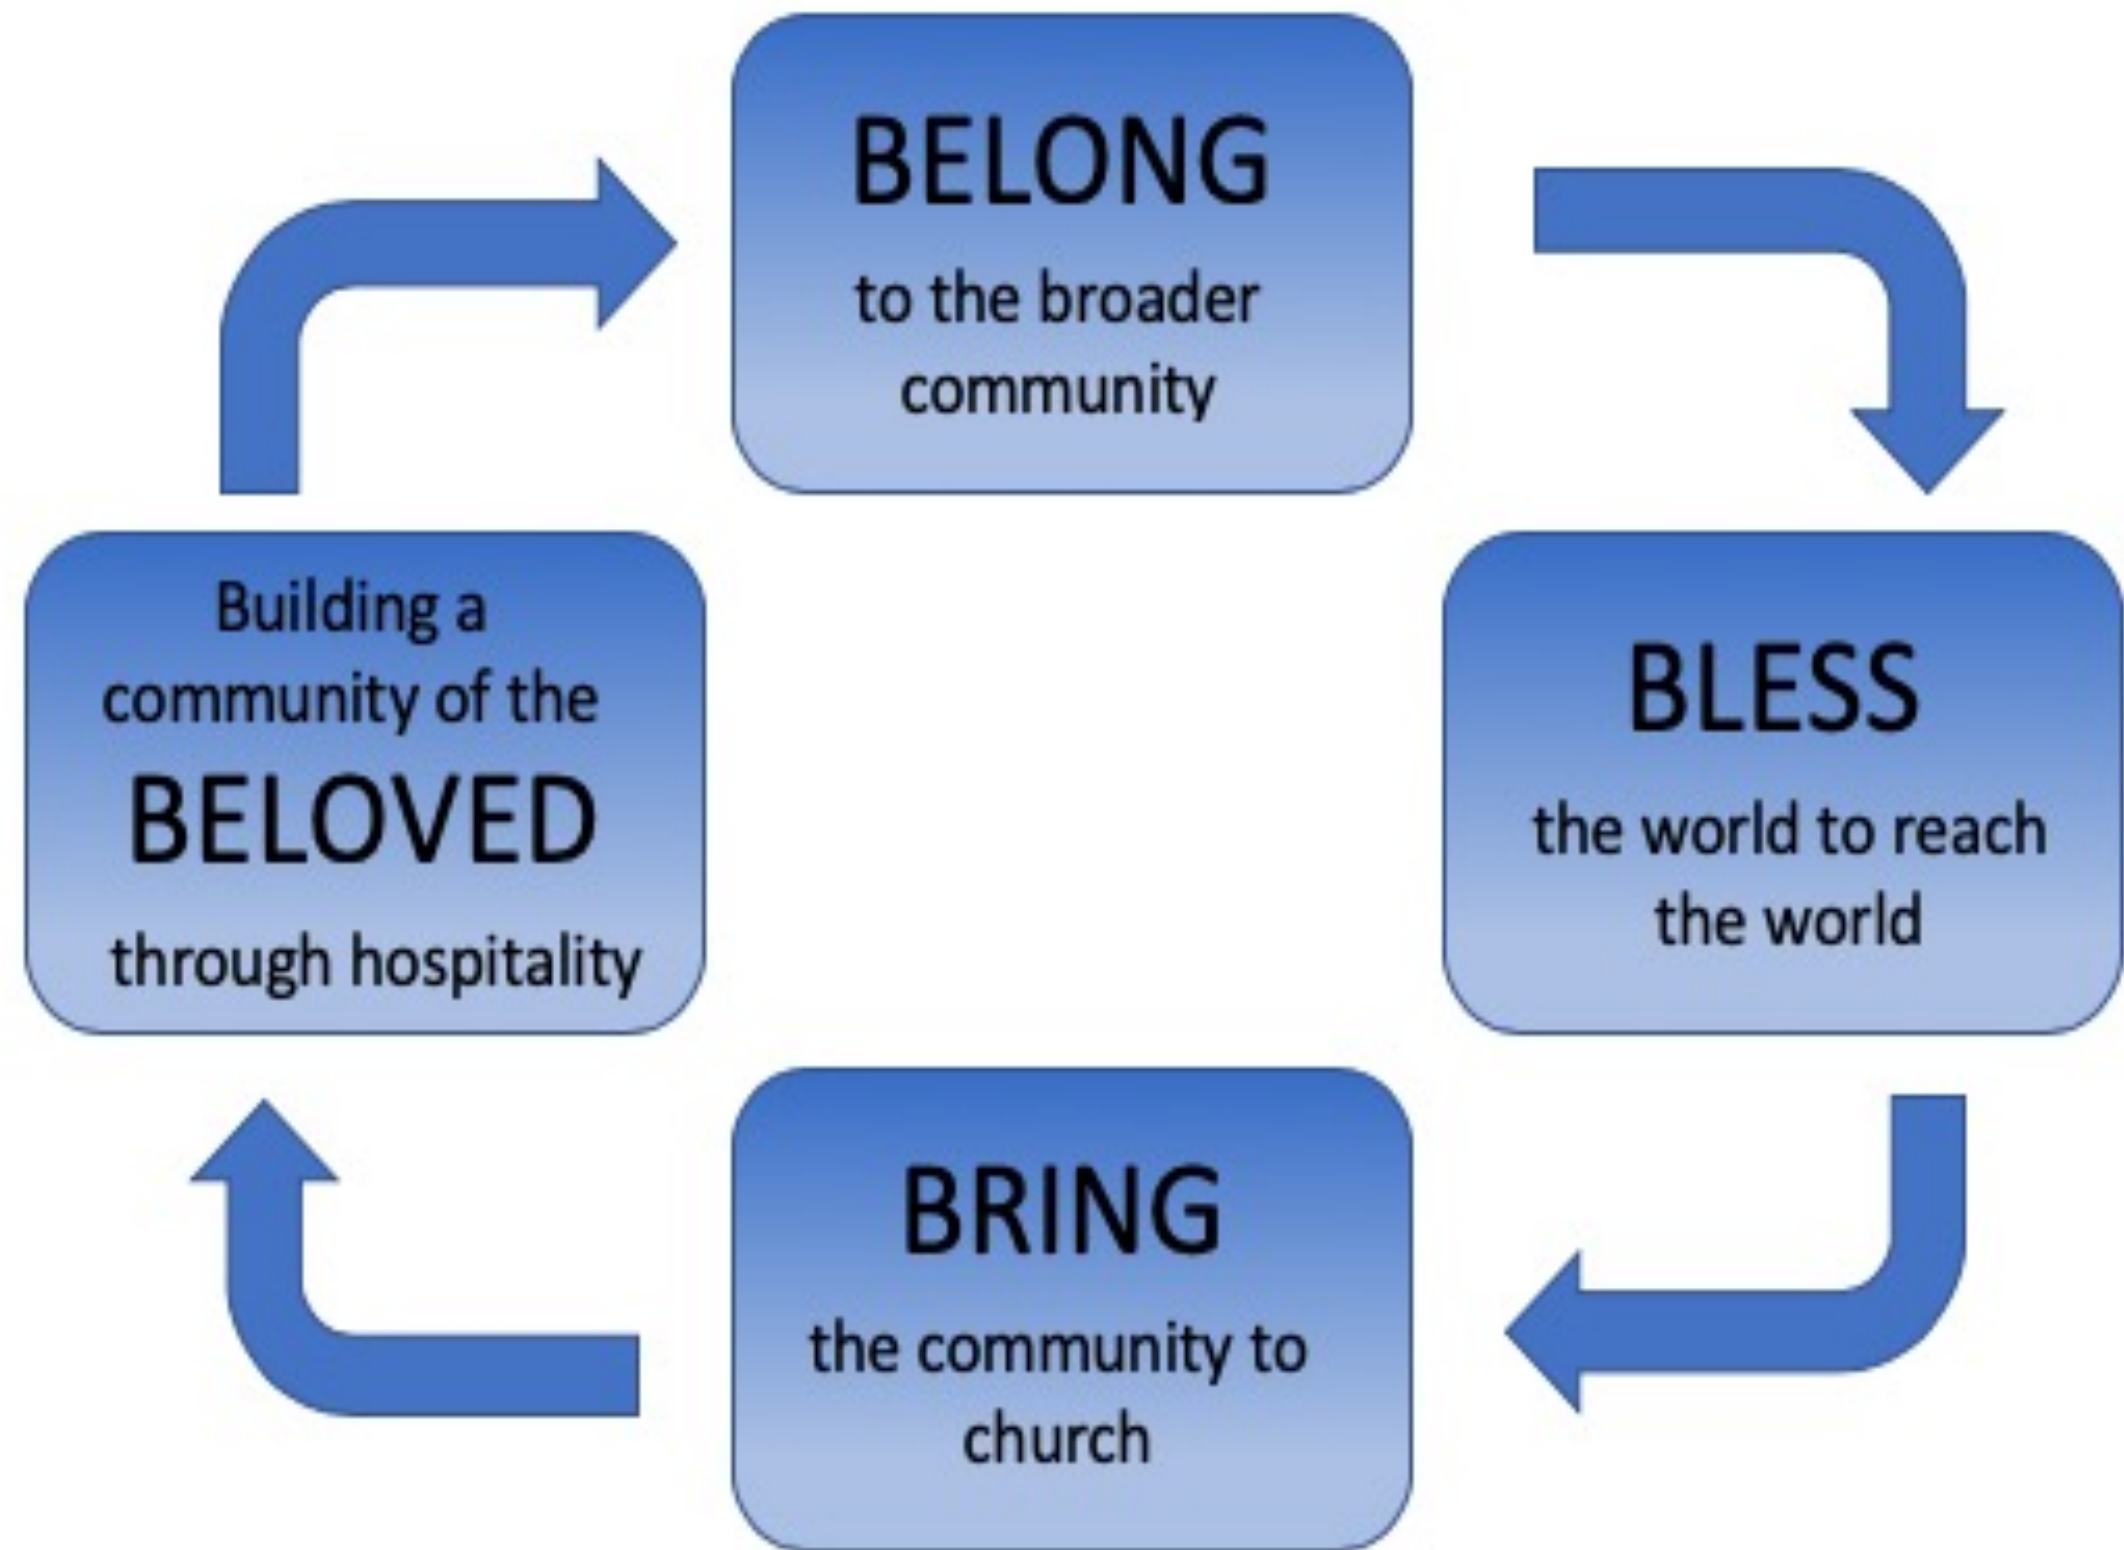 BELONG
to the broader
community
BLESS
the world to reach
the world
BRING
the community to
church
Building a
community of the
BELOVED
through hospitality